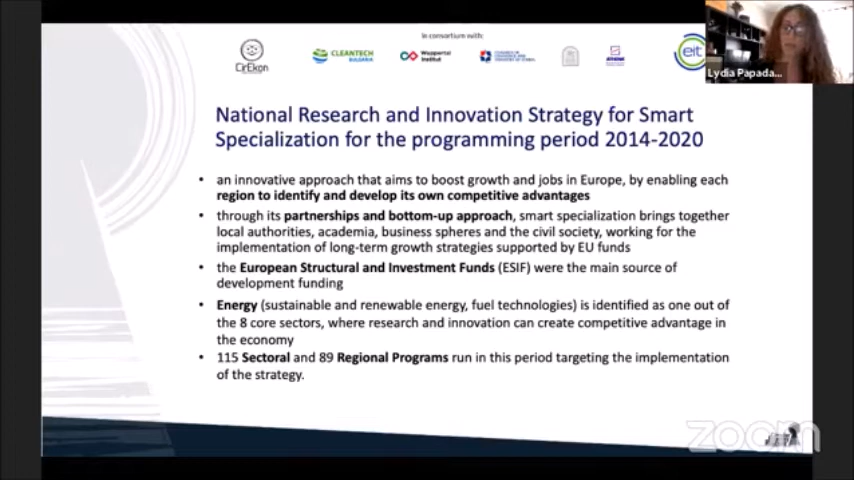 In consortium with:
CirEkon
CLEANTECH
BULGARIA
Wuppertal
Institut
eit
Lydia Papada...
National Research and Innovation Strategy for Smart
Specialization for the programming period 2014-2020
• an innovative approach that aims to boost growth and jobs in Europe, by enabling each
region to identify and develop its own competitive advantages
• through its partnerships and bottom-up approach, smart specialization brings together
local authorities, academia, business spheres and the civil society, working for the
implementation of long-term growth strategies supported by EU funds
• the European Structural and Investment Funds (ESIF) were the main source of
development funding
• Energy (sustainable and renewable energy, fuel technologies) is identified as one out of
the 8 core sectors, where research and innovation can create competitive advantage in
the economy
• 115 Sectoral and 89 Regional Programs run in this period targeting the implementation
of the strategy.
zoom